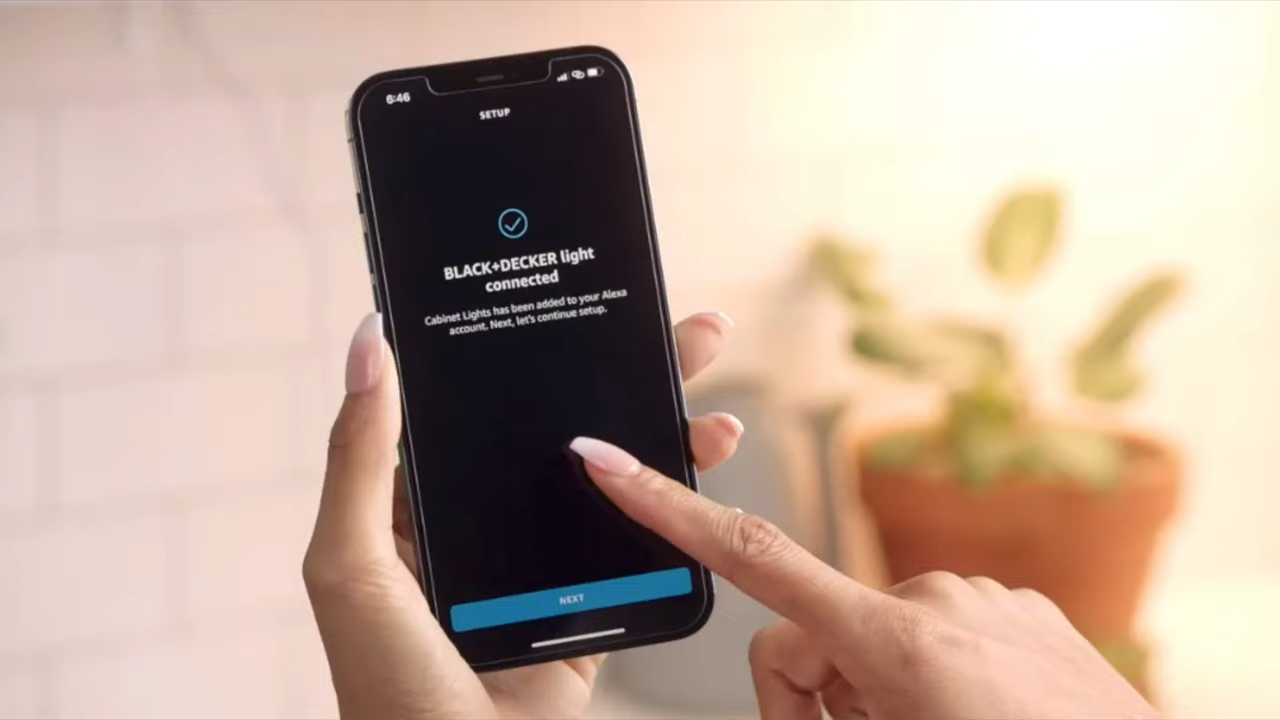 6:46
SETUP
BLACK+DECKER light
connected
Cabinet Lights has been added to your Alexa
account. Next, let's continue setup.
NEXT